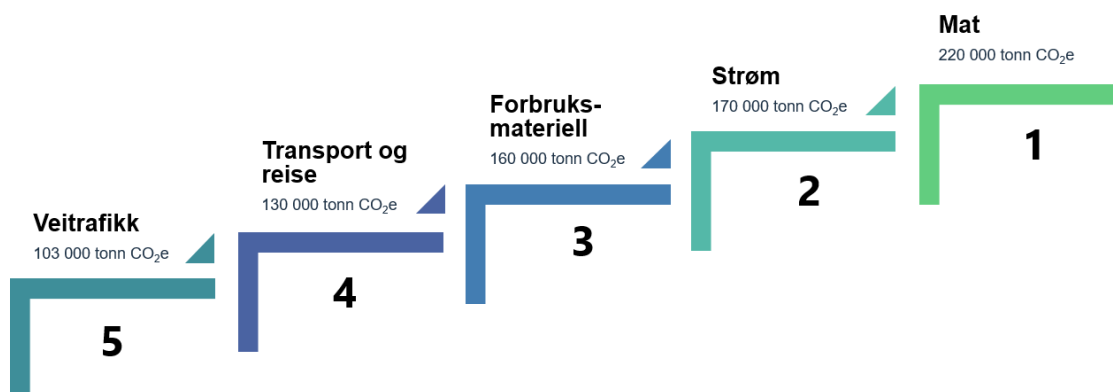 Mat
220 000 tonn CO₂e
1
Strøm
170 000 tonn CO₂e
2
Forbruks-
materiell
160 000 tonn CO₂e
3
Transport og
reise
130 000 tonn CO₂e
4
Veitrafikk
103 000 tonn CO₂e
5